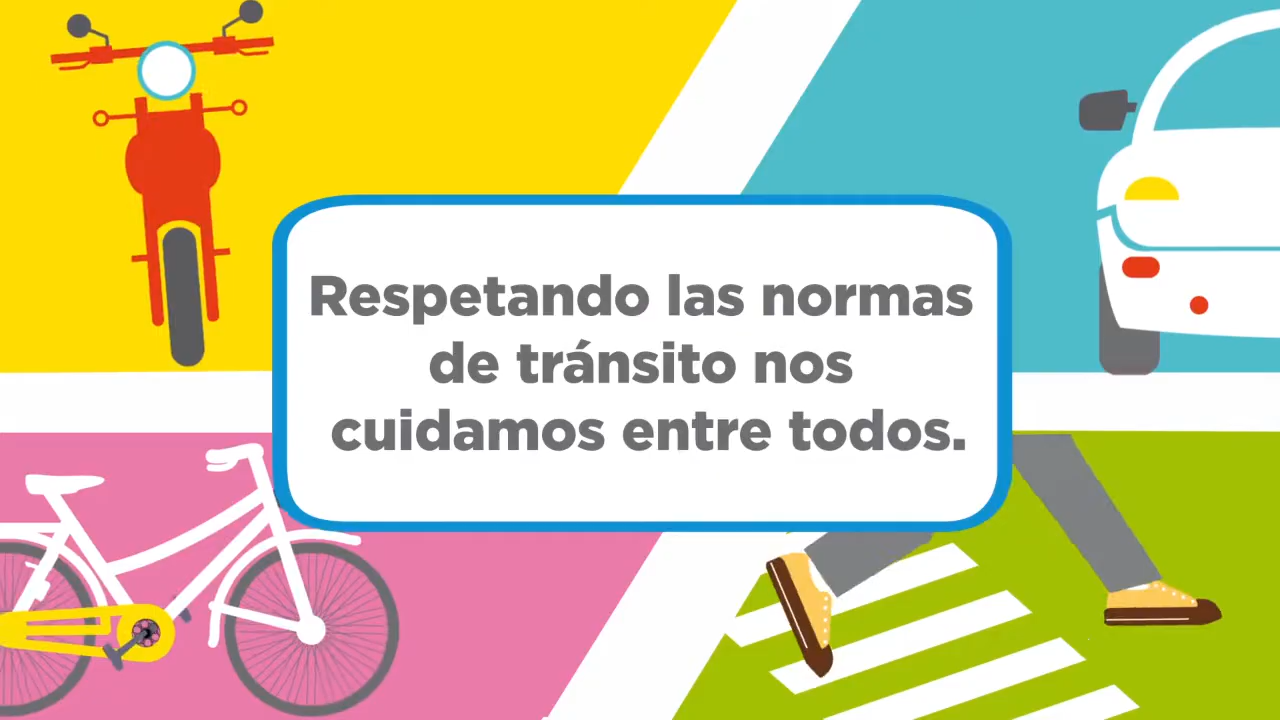 Respetando las normas
de tránsito nos
cuidamos entre todos.